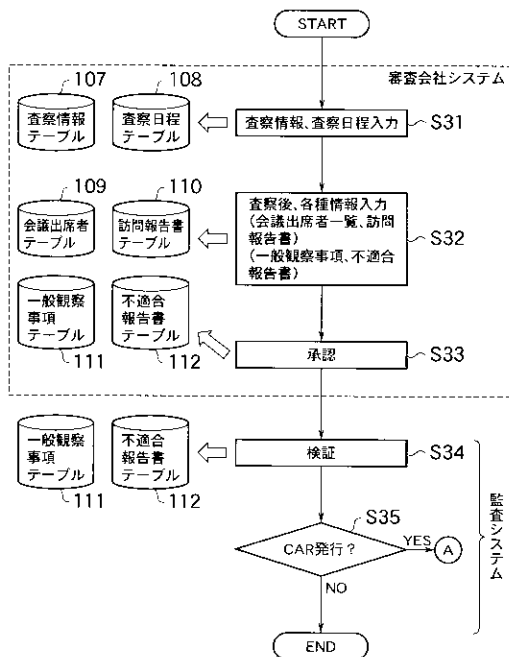 START
審査会社システム
107
108
査察情報
テーブル
査察日程
テーブル
査察情報、査察日程入力
S31
109
110
会議出席者
テーブル
訪問報告書
テーブル
査察後、各種情報入力
(会議出席者一覧、訪問
報告書)
(一般観察事項、不適合
報告書)
S32
一般観察
事項
テーブル
不適合
報告書
テーブル
111
112
承認
S33
一般観察
事項
テーブル
不適合
報告書
テーブル
111
112
検証
S34
監査システム
S35
CAR発行？
YES
A
NO
END